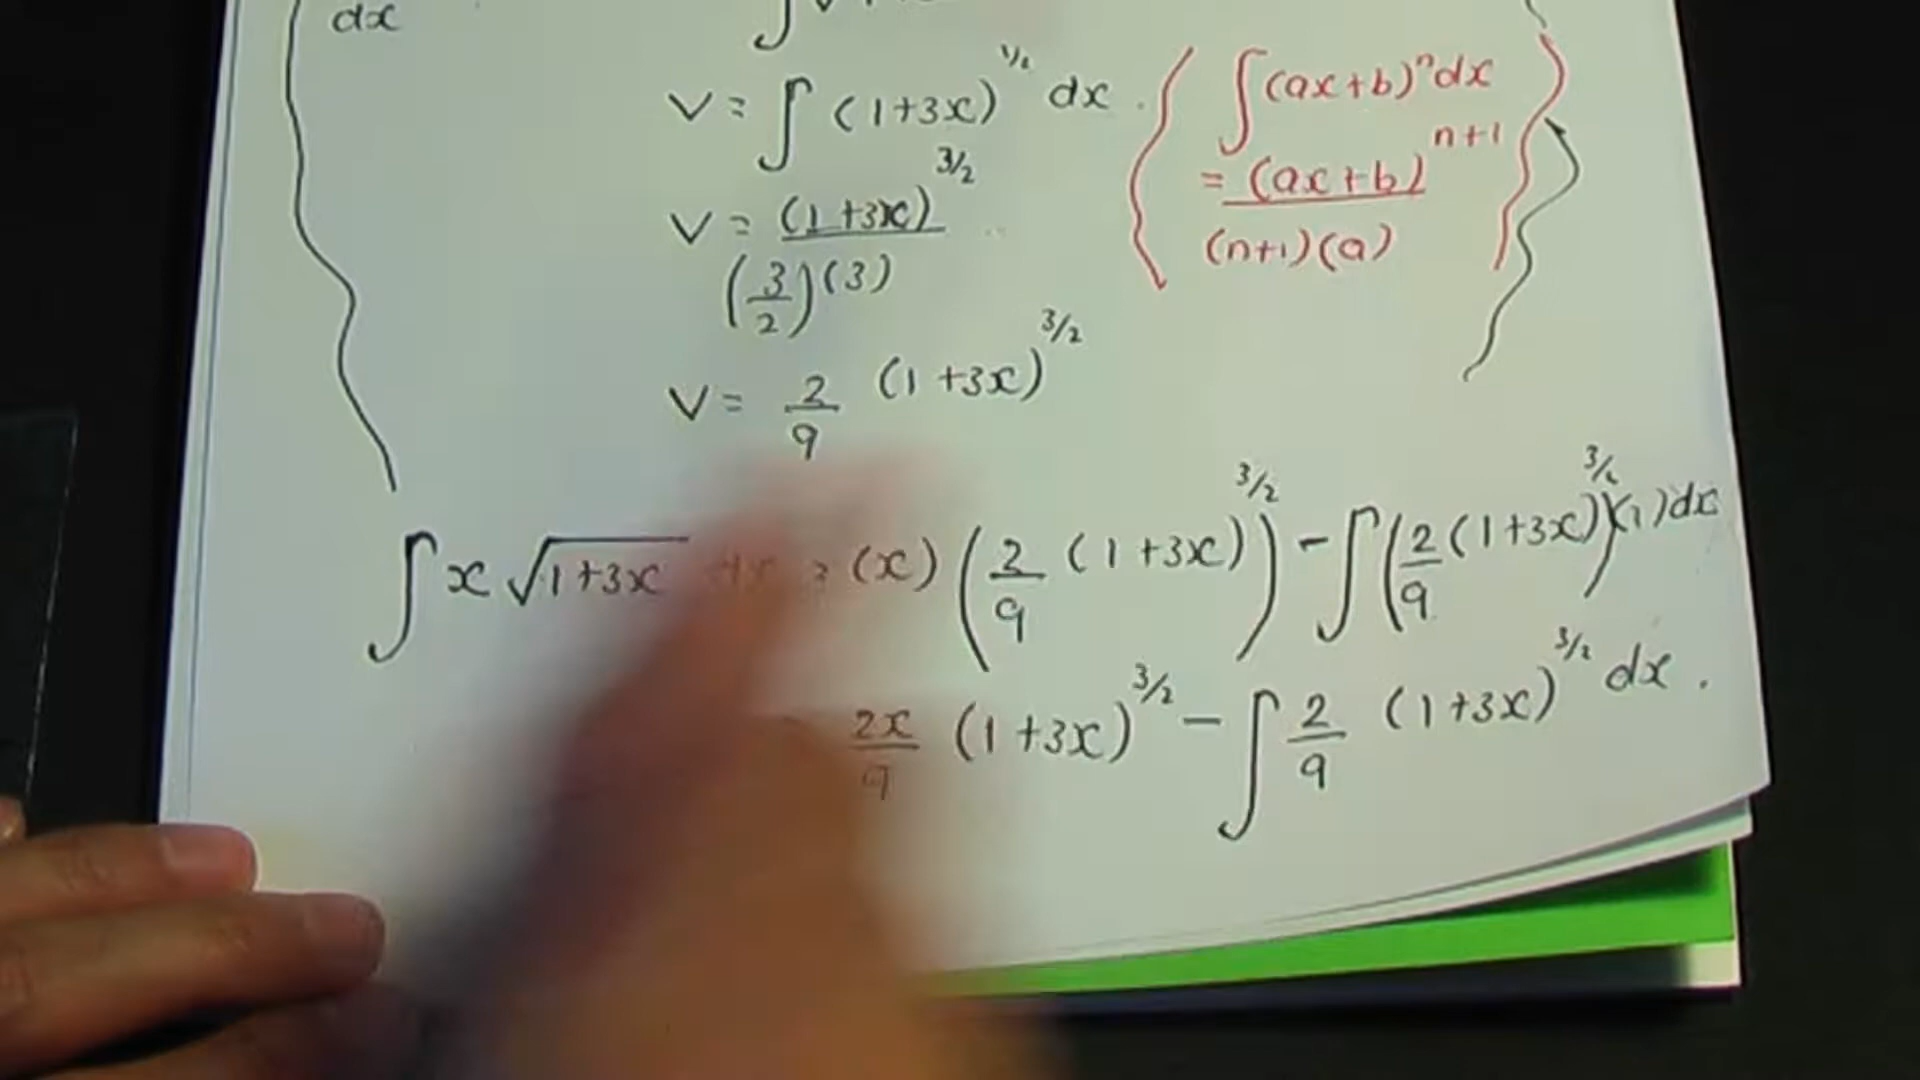 dx
V = ∫ (1+3x)^1/2 dx.
V = (1+3x)^3/2 / (3/2)(3)
V = 2/9 (1+3x)^3/2
∫(ax+b)^n dx
= (ax+b)^n+1
(n+1)(a)
∫ x √1+3x dx = (x) (2/9 (1+3x)^3/2) - ∫ (2/9 (1+3x)^3/2)(1)dx
2x/9 (1+3x)^3/2 - ∫ 2/9 (1+3x)^3/2 dx.